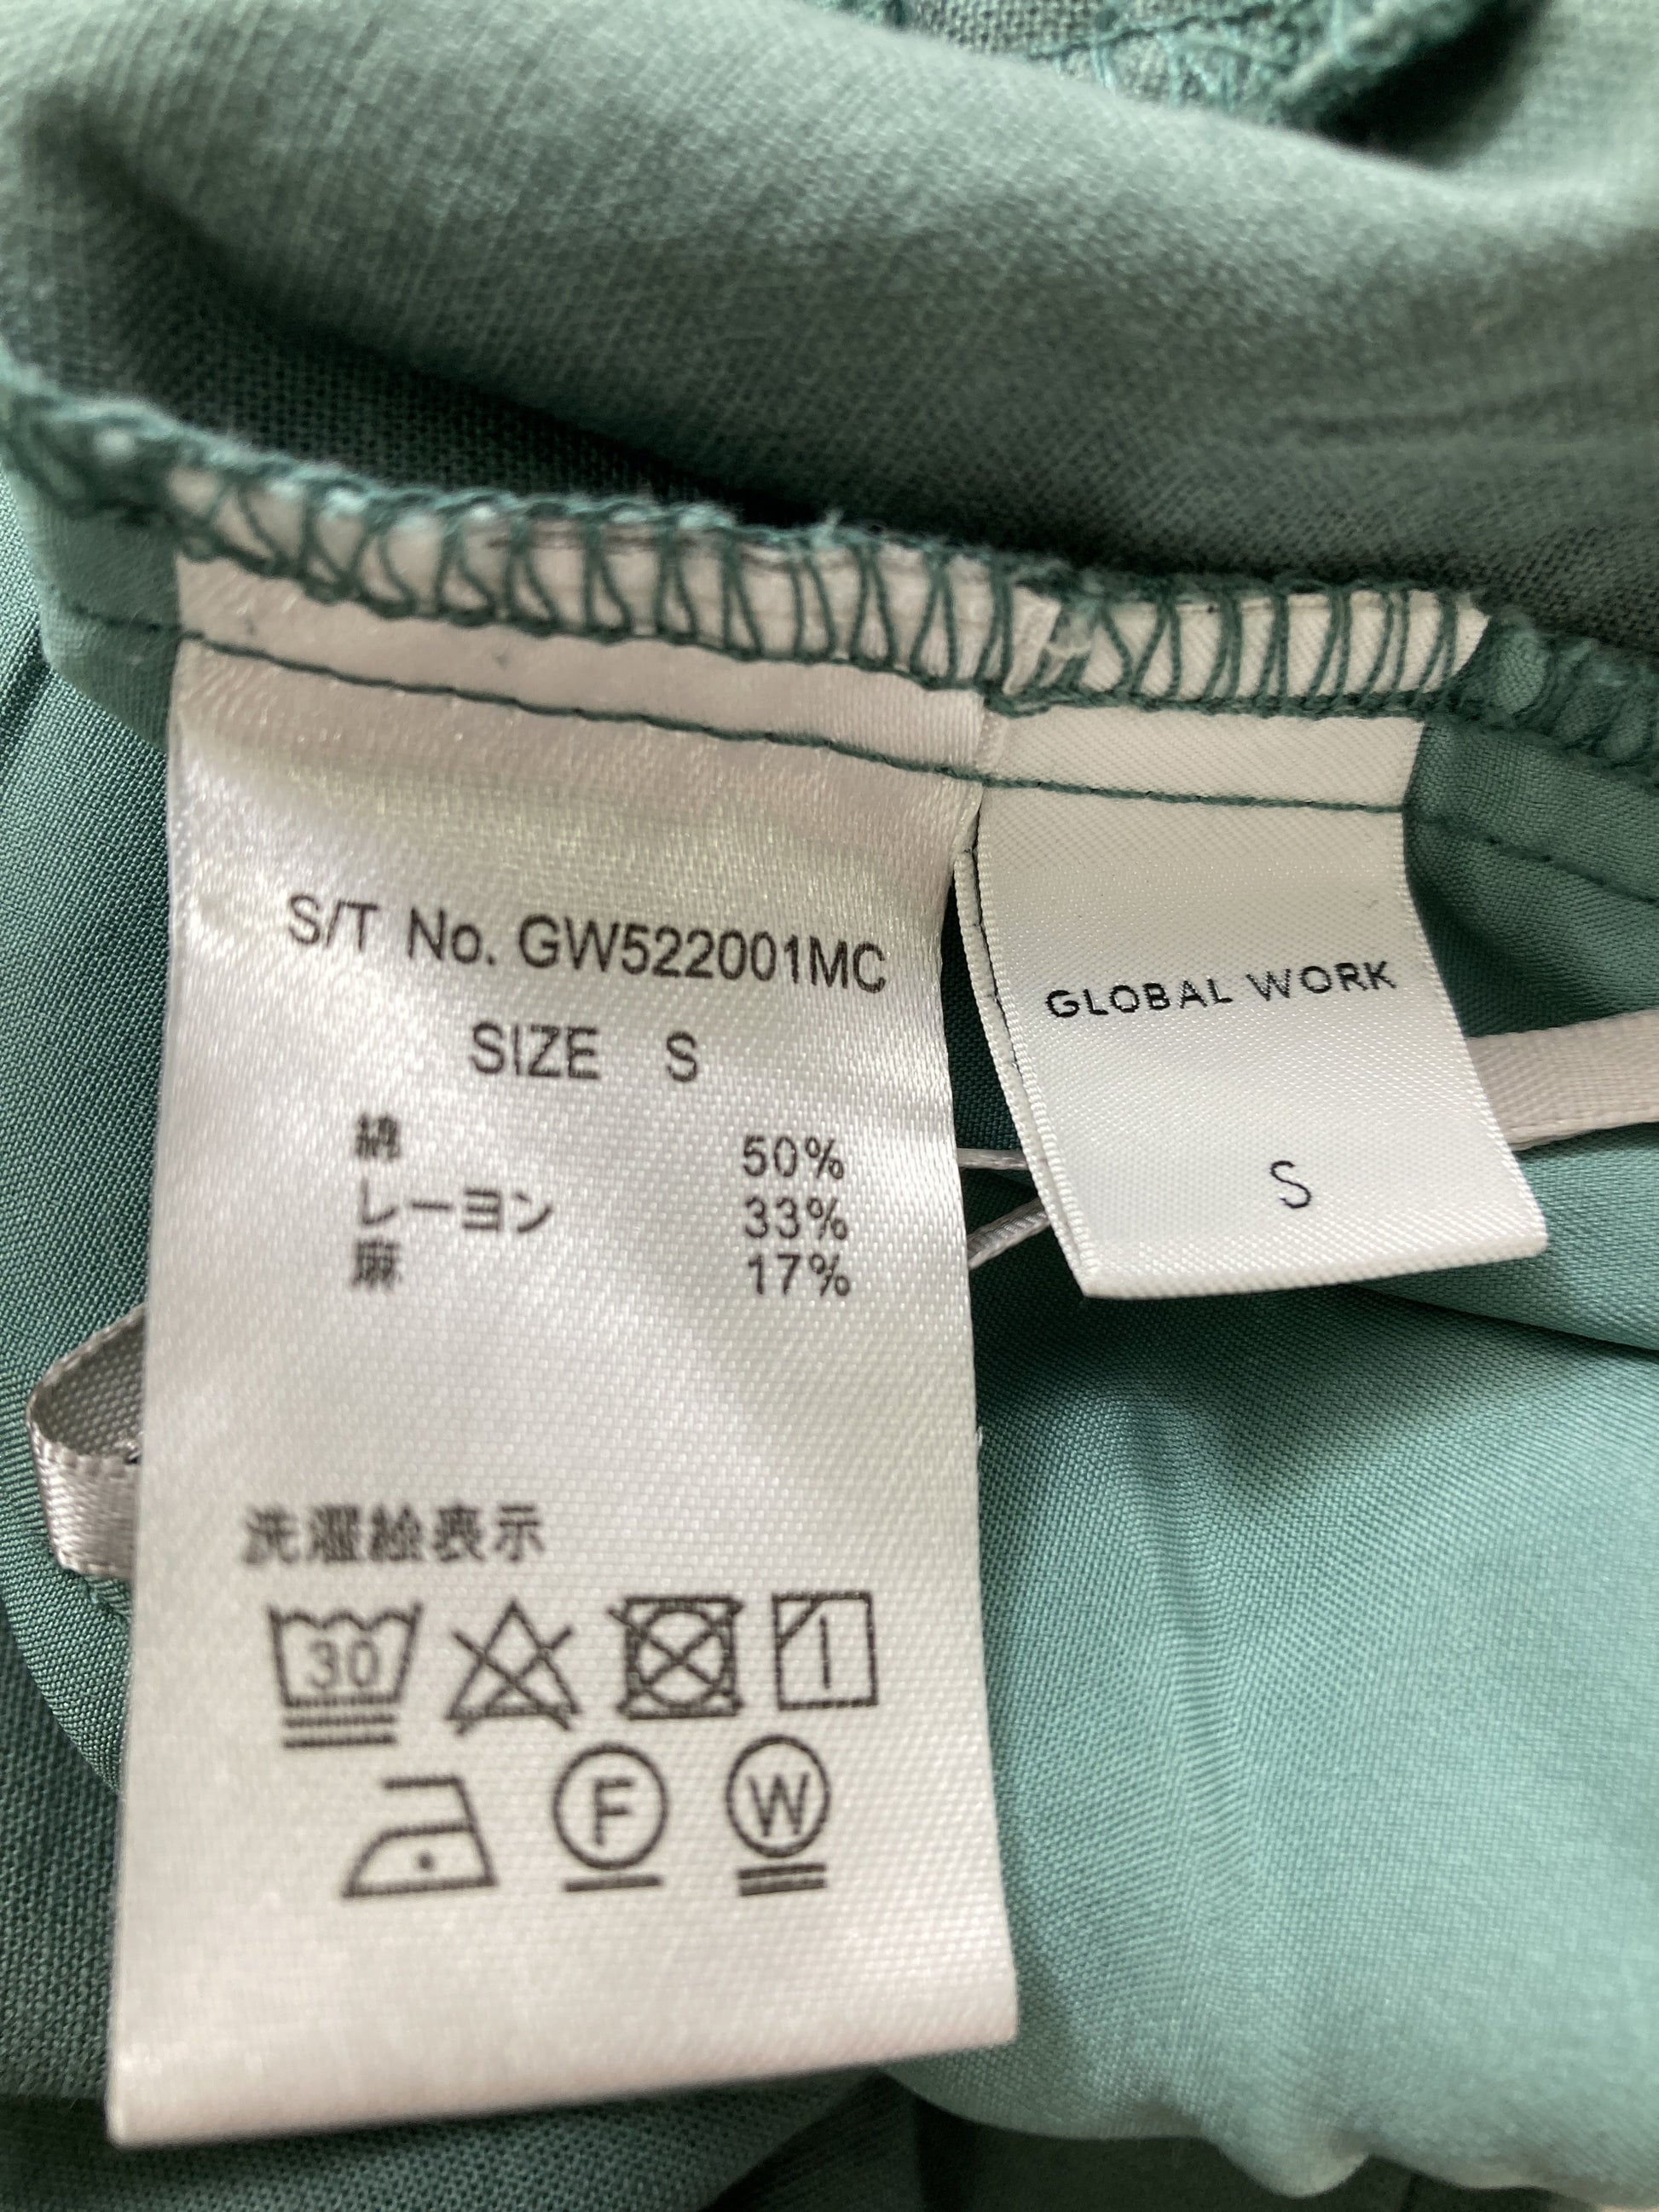 S/T No. GW522001MC
SIZE S
綿 50%
レーヨン 33%
麻 17%
洗濯絵表示
30
F
W
GLOBAL WORK
S